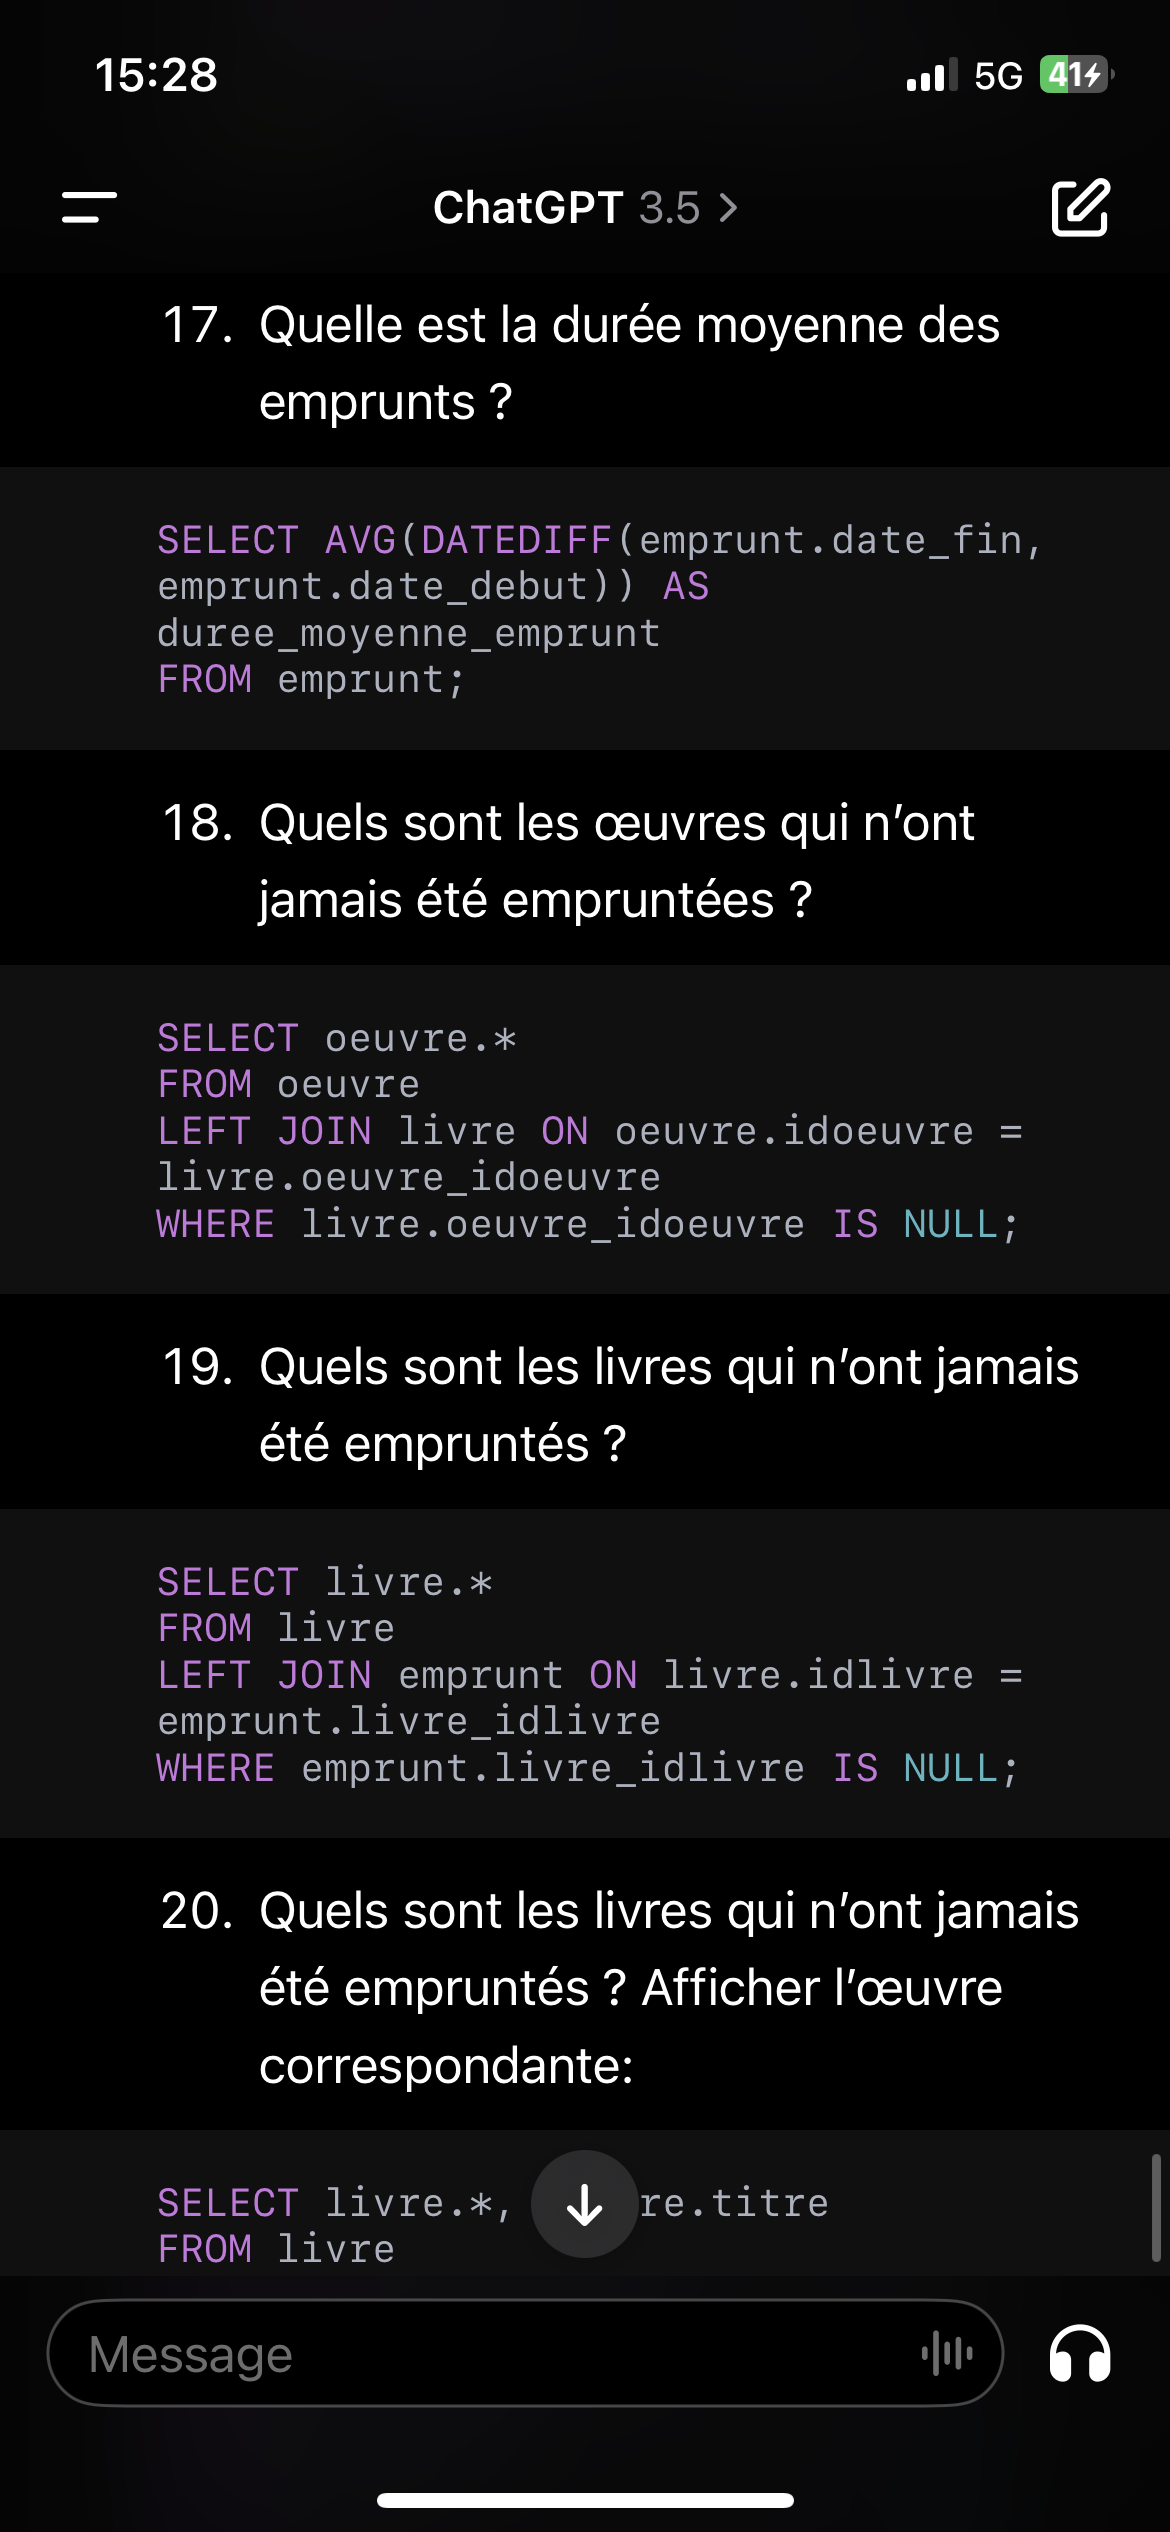 15:28
5G
41
ChatGPT 3.5 >
17. Quelle est la durée moyenne des
emprunts ?
SELECT AVG(DATEDIFF(emprunt.date_fin,
emprunt.date_debut)) AS
duree_moyenne_emprunt
FROM emprunt;
18. Quels sont les œuvres qui n’ont
jamais été empruntées ?
SELECT oeuvre.*
FROM oeuvre
LEFT JOIN livre ON oeuvre.idoeuvre =
livre.oeuvre_idoeuvre
WHERE livre.oeuvre_idoeuvre IS NULL;
19. Quels sont les livres qui n’ont jamais
été empruntés ?
SELECT livre.*
FROM livre
LEFT JOIN emprunt ON livre.idlivre =
emprunt.livre_idlivre
WHERE emprunt.livre_idlivre IS NULL;
20. Quels sont les livres qui n’ont jamais
été empruntés ? Afficher l’œuvre
correspondante:
SELECT livre.*, re.titre
FROM livre
Message